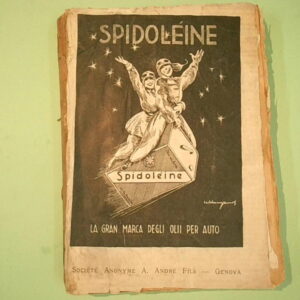 SPIDOLÉINE
Spidoleine
LA GRAN MARCA DEGLI OLII PER AUTO
SOCIÉTÉ ANONYME A. ANDRÉ FILS — GENOVA